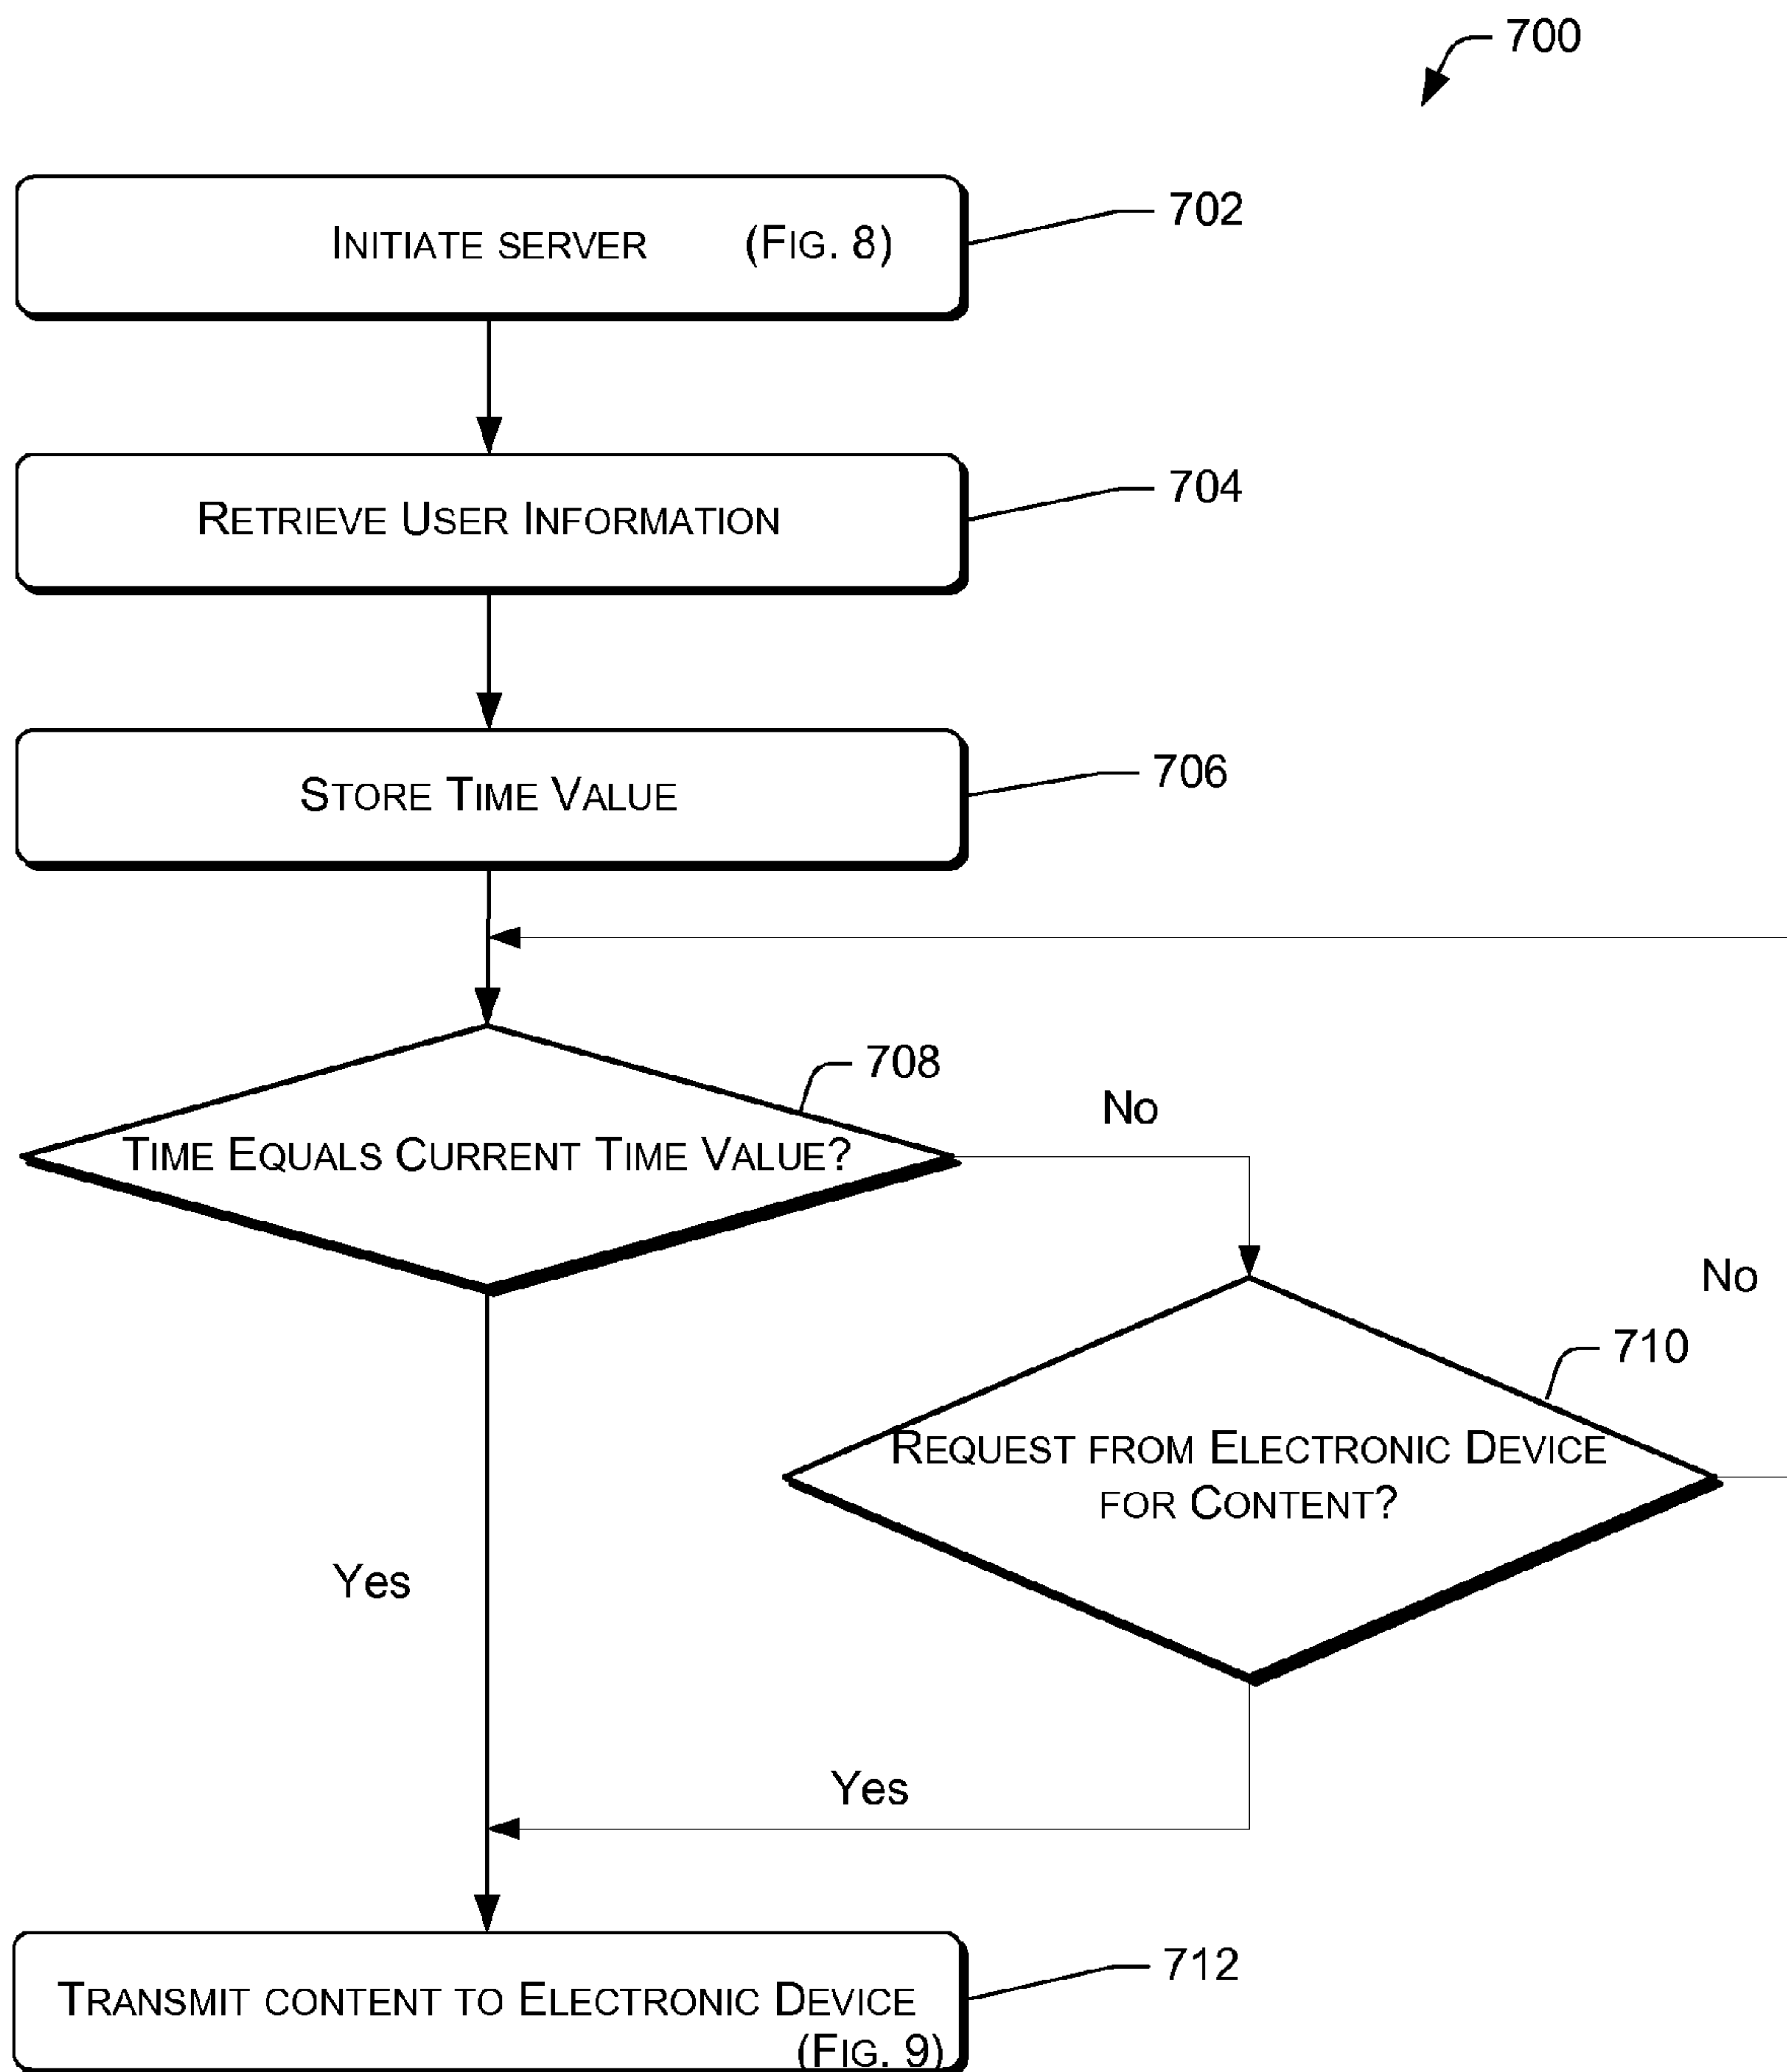 700
INITIATE SERVER (FIG. 8)
702
RETRIEVE USER INFORMATION
704
STORE TIME VALUE
706
708
No
TIME EQUALS CURRENT TIME VALUE?
No
710
REQUEST FROM ELECTRONIC DEVICE
FOR CONTENT?
Yes
Yes
712
TRANSMIT CONTENT TO ELECTRONIC DEVICE
(FIG. 9)